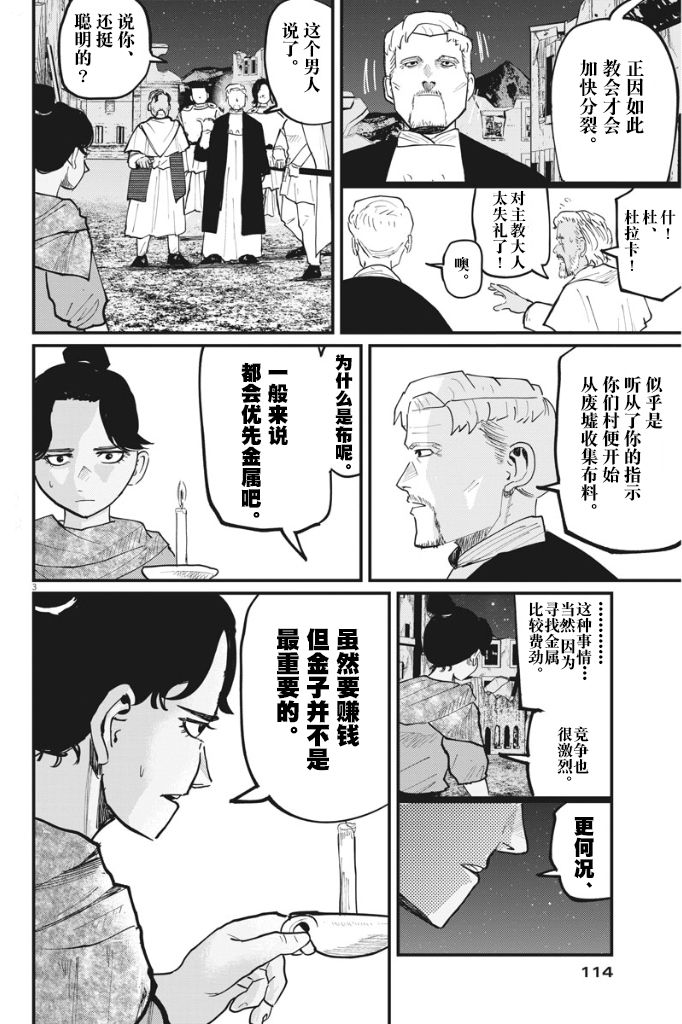 正因如此
教会才会
加快分裂。
这个男人
说了。
说你、
还挺
聪明的？
什！
杜、
杜拉卡！
对主教大人
太失礼了！
噢。
似乎是
听从了你的指示
你们村便开始
从废墟收集布料。
为什么是布呢。
一般来说
都会优先金属吧。
…………
这种事情…
当然 因为
寻找金属
比较费劲。
竞争也
很激烈。
更何况、
虽然要赚钱
但金子并不是
最重要的。
3
114